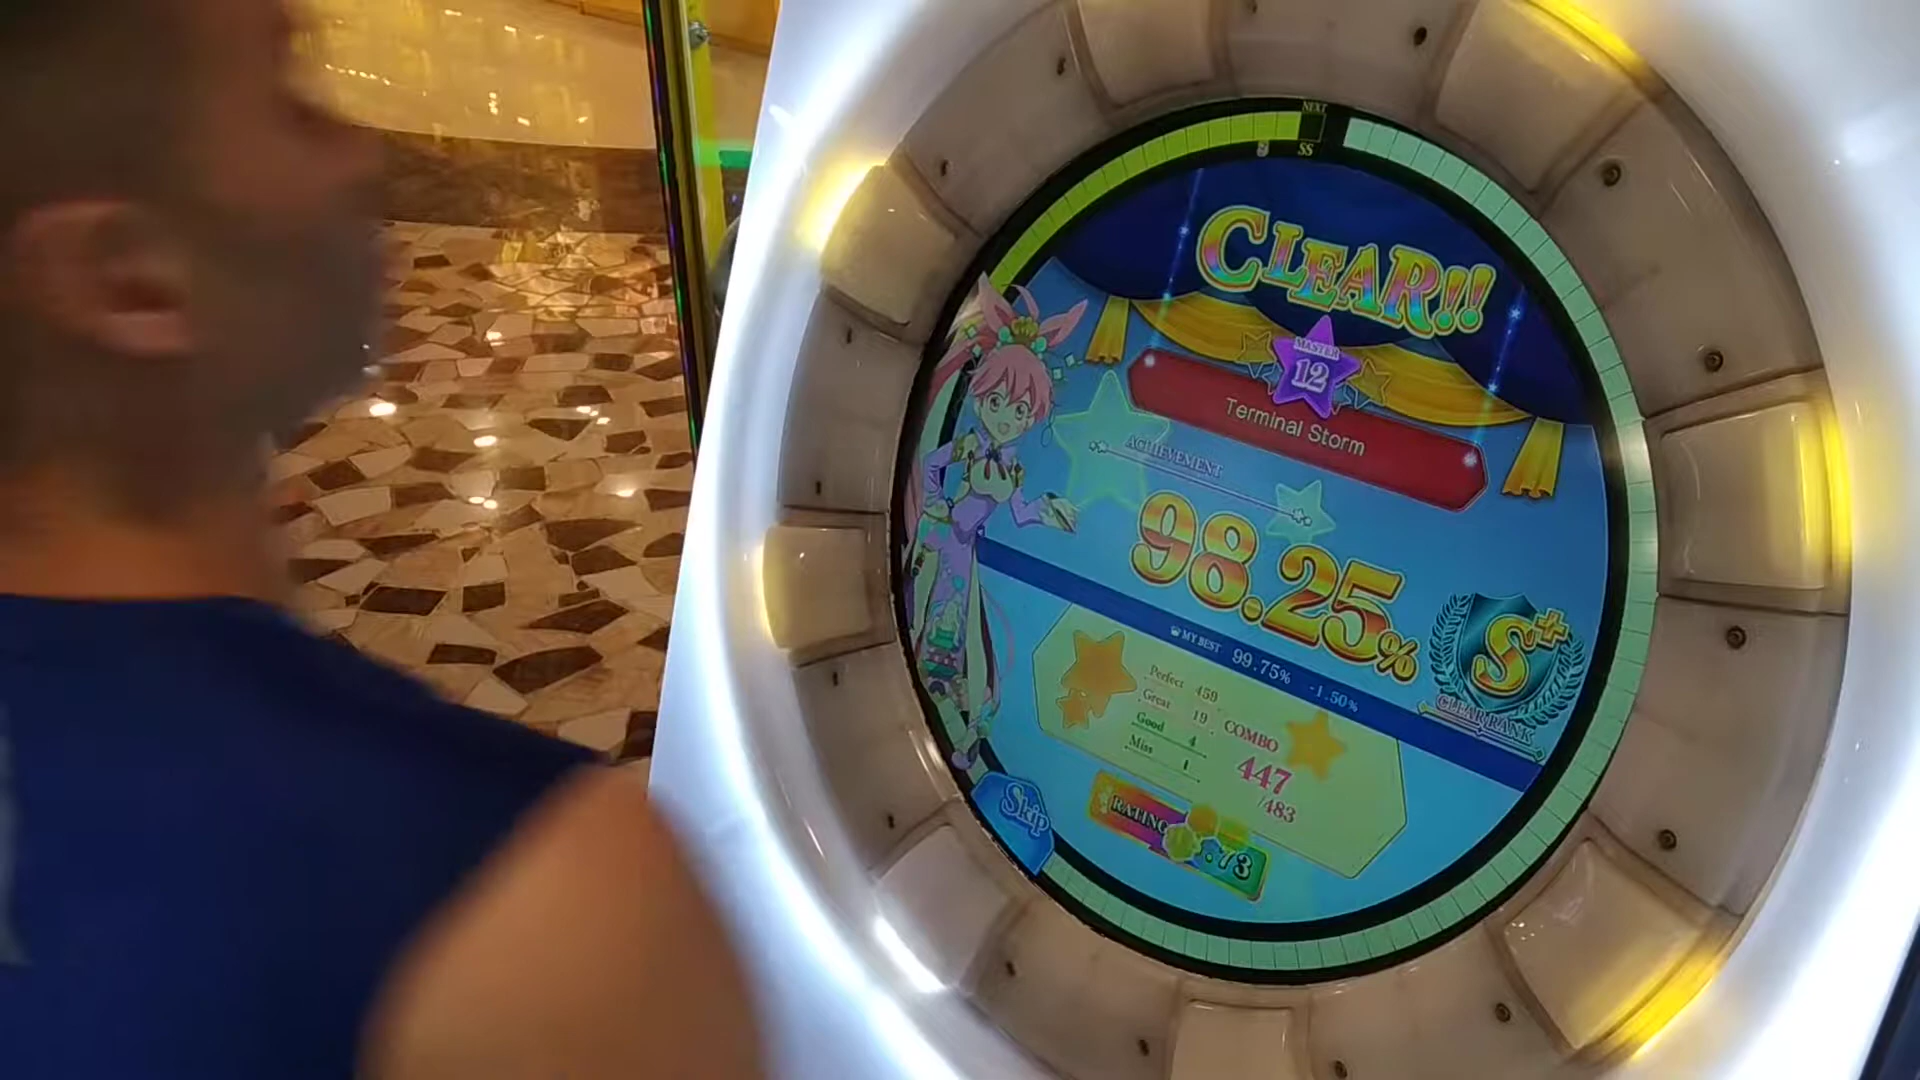 NEXT
SS
CLEAR!!
MASTER
12
Terminal Storm
ACHIEVEMENT
98.25%
MY BEST 99.75% -1.50%
S+
CLEAR RANK
Perfect 459
Great 19
Good 4
Miss 1
COMBO
447
/483
Skip
RATING
.73